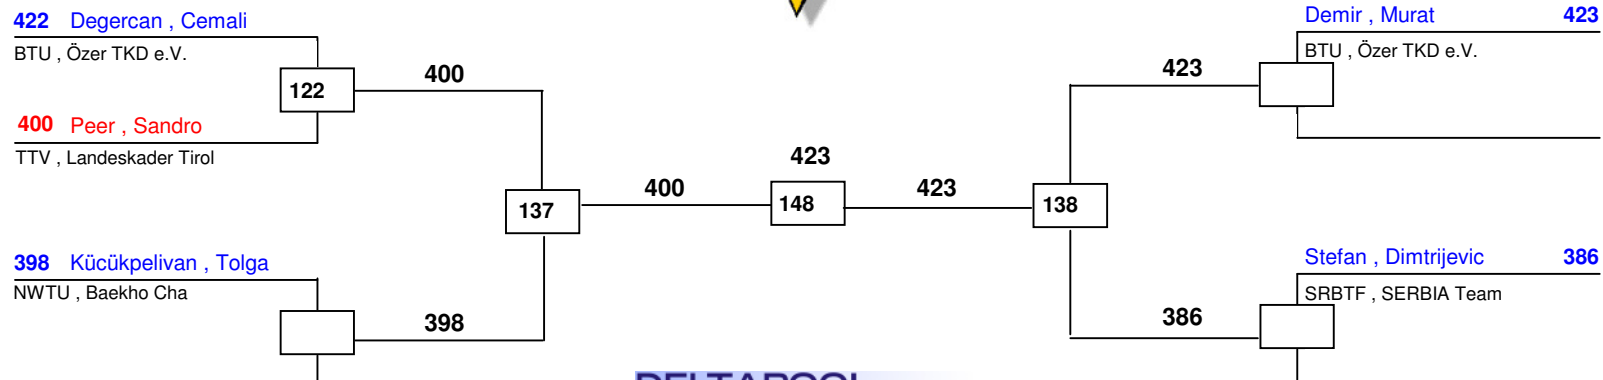 422 Degercan , Cemali
BTU , Özer TKD e.V.
122
400
400 Peer , Sandro
TTV , Landeskader Tirol
137
400
423
148
423
138
423
Demir , Murat 423
BTU , Özer TKD e.V.
398 Kücükpelivan , Tolga
NWTU , Baekho Cha
398
386
Stefan , Dimtrijevic 386
SRBTF , SERBIA Team